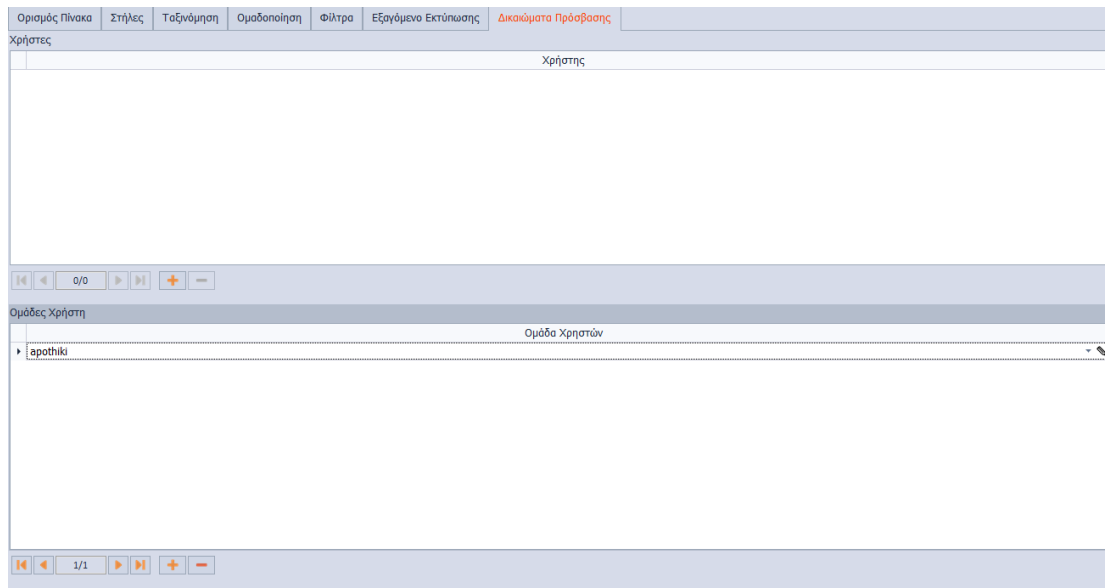 Ορισμός Πίνακα Στήλες Ταξινόμηση Ομαδοποίηση Φίλτρα Εξαγόμενο Εκτύπωσης Δικαιώματα Πρόσβασης
Χρήστες
Χρήστης
0/0
Ομάδες Χρήστη
Ομάδα Χρηστών
apothiki
1/1